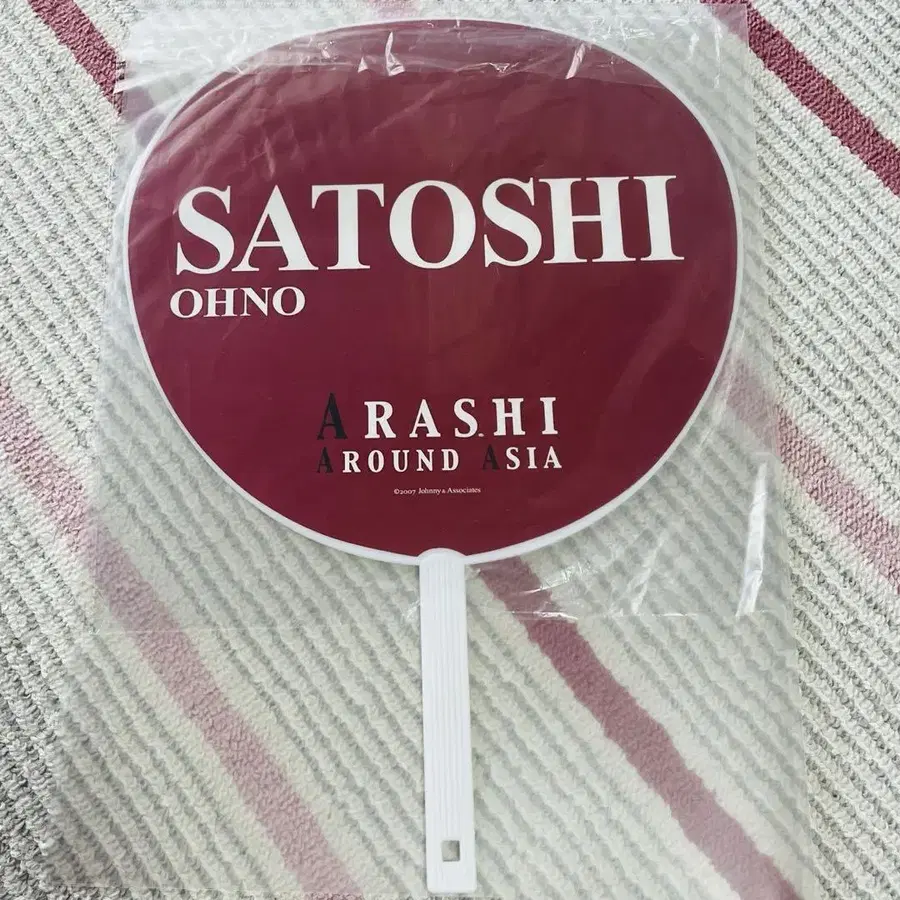 SATOSHI
OHNO
ARASHI
AROUND ASIA
©2007 Johnny & Associates